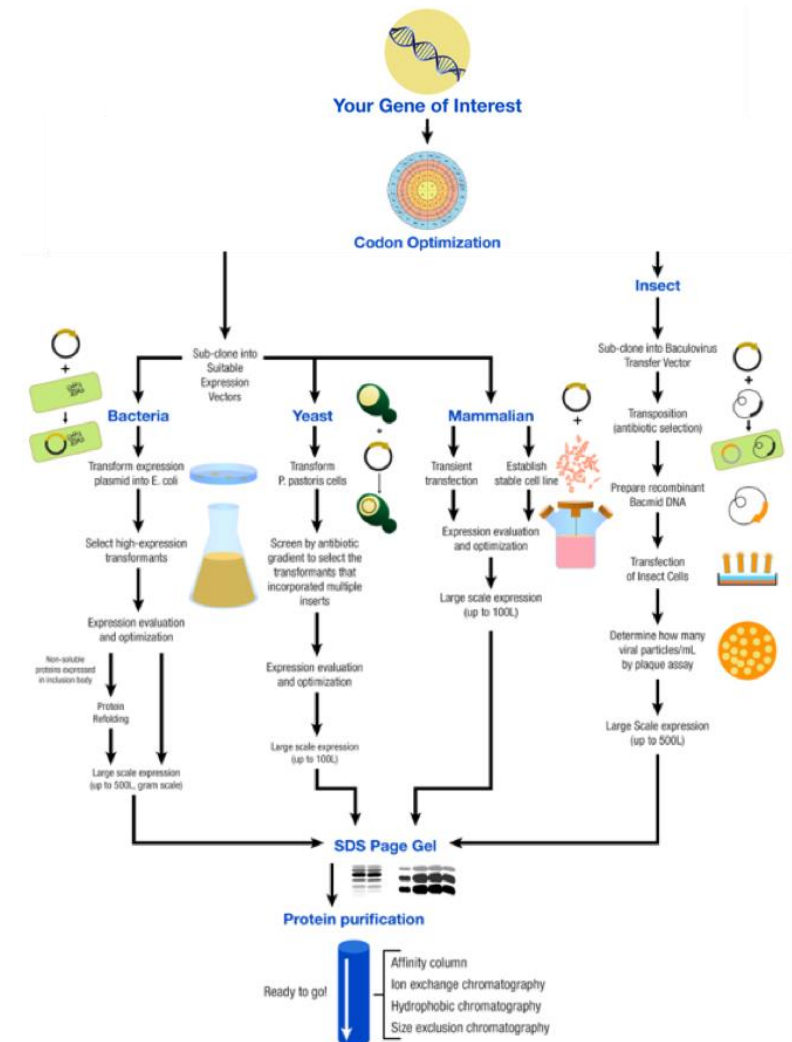 Your Gene of Interest
Codon Optimization
Sub-clone into
Suitable
Expression
Vectors
Bacteria
Transform expression
plasmid into E. coli
Select high-expression
transformants
Expression evaluation
and optimization
Non-soluble
proteins expressed
in inclusion body
Protein
Refolding
Large scale expression
(up to 500L, gram scale)
Yeast
Transform
P. pastoris cells
Screen by antibiotic
gradient to select the
transformants that
incorporated multiple
inserts
Expression evaluation
and optimization
Large scale expression
(up to 100L)
Mammalian
Transient
transfection
Establish
stable cell line
Expression evaluation
and optimization
Large scale expression
(up to 100L)
Insect
Sub-clone into Baculovirus
Transfer Vector
Transposition
(antibiotic selection)
Prepare recombinant
Bacmid DNA
Transfection
of Insect Cells
Determine how many
viral particles/mL
by plaque assay
Large Scale expression
(up to 500L)
SDS Page Gel
Protein purification
Ready to go!
Affinity column
Ion exchange chromatography
Hydrophobic chromatography
Size exclusion chromatography